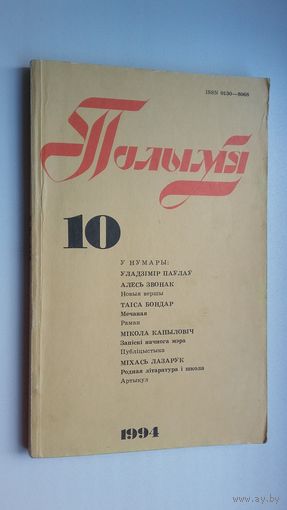 ISSN 0130—8068
Полымя
10
У НУМАРЫ:
УЛАДЗІМІР ПАЎЛАЎ
АЛЕСЬ ЗВОНАК
Новыя вершы
ТАІСА БОНДАР
Мечаная
Раман
МІКОЛА КАПЫЛОВІЧ
Запіскі начнога мэра
Публіцыстыка
МІХАСЬ ЛАЗАРУК
Родная літаратура і школа
Артыкул
1994
ay.by